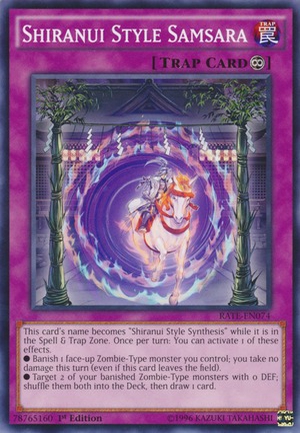 SHIRANUI STYLE SAMSARA
TRAP
罠
[TRAP CARD ]
RATE-EN074
This card's name becomes "Shiranui Style Synthesis" while it is in
the Spell & Trap Zone. Once per turn: You can activate 1 of these
effects.
● Banish 1 face-up Zombie-Type monster you control; you take no
damage this turn (even if this card leaves the field).
● Target 2 of your banished Zombie-Type monsters with 0 DEF;
shuffle them both into the Deck, then draw 1 card.
78765160 1st Edition
©1996 KAZUKI TAKAHASHI